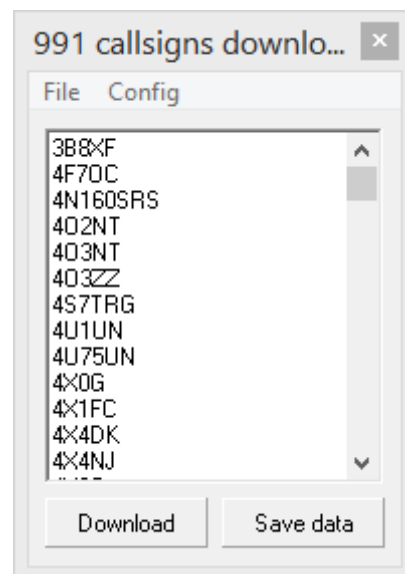 991 callsigns downlo...
File Config
3B8XF
4F7OC
4N160SRS
4O2NT
4O3NT
4O3ZZ
4S7TRG
4U1UN
4U75UN
4X0G
4X1FC
4X4DK
4X4NJ
Download Save data